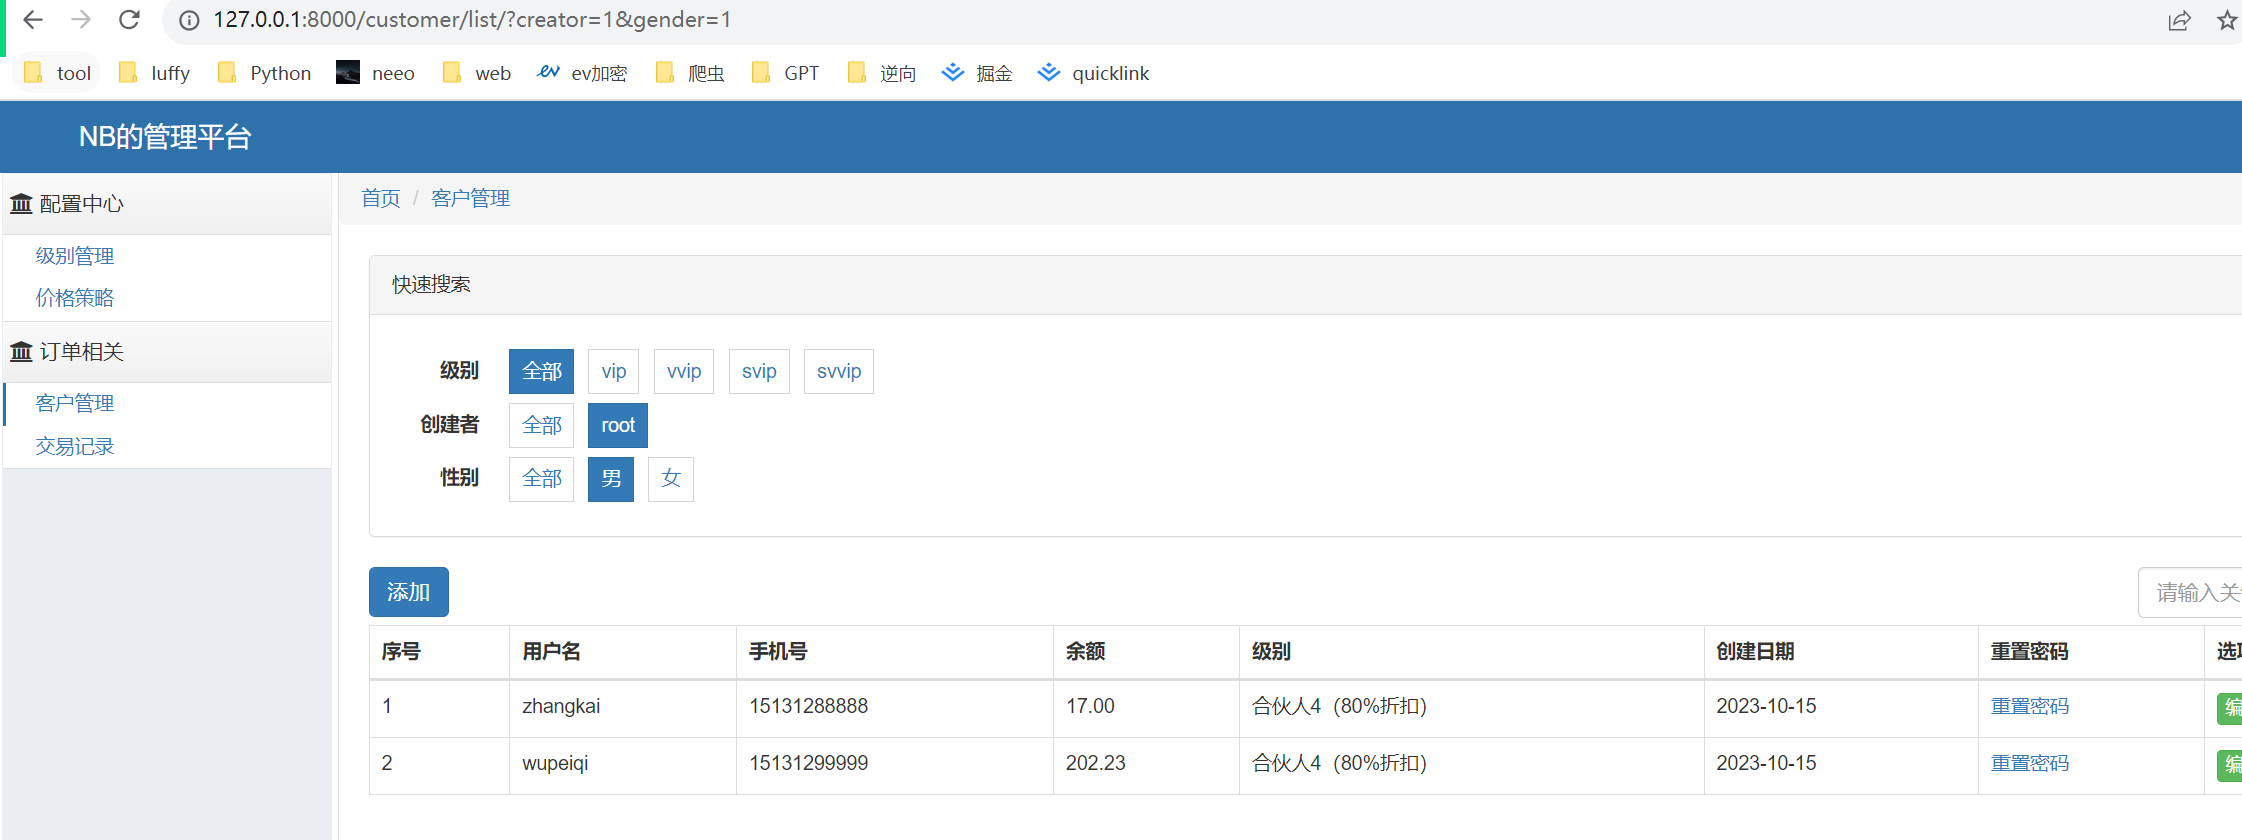 127.0.0.1:8000/customer/list/?creator=1&gender=1
tool luffy Python neeo web ev加密 爬虫 GPT 逆向 掘金 quicklink
NB的管理平台
配置中心
级别管理
价格策略
订单相关
客户管理
交易记录
首页 / 客户管理
快速搜索
级别 全部 vip vvip svip svvip
创建者 全部 root
性别 全部 男 女
添加
请输入关
序号 用户名 手机号 余额 级别 创建日期 重置密码 选
1 zhangkai 15131288888 17.00 合伙人4（80%折扣） 2023-10-15 重置密码 编
2 wupeiqi 15131299999 202.23 合伙人4（80%折扣） 2023-10-15 重置密码 编